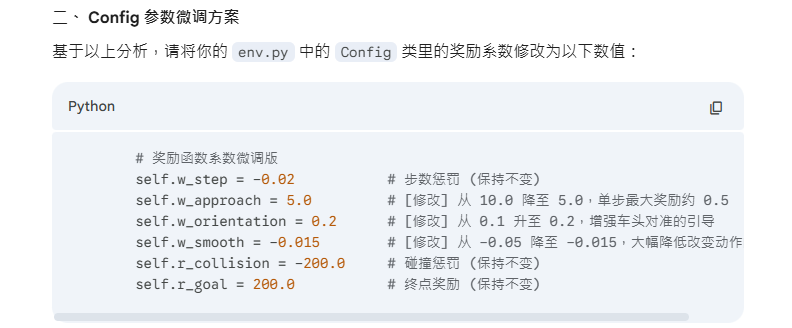 二、 Config 参数微调方案
基于以上分析，请将你的 env.py 中的 Config 类里的奖励系数修改为以下数值：
Python
# 奖励函数系数微调版
self.w_step = -0.02 # 步数惩罚 (保持不变)
self.w_approach = 5.0 # [修改] 从 10.0 降至 5.0，单步最大奖励约 0.5
self.w_orientation = 0.2 # [修改] 从 0.1 升至 0.2，增强车头对准的引导
self.w_smooth = -0.015 # [修改] 从 -0.05 降至 -0.015，大幅降低改变动作
self.r_collision = -200.0 # 碰撞惩罚 (保持不变)
self.r_goal = 200.0 # 终点奖励 (保持不变)